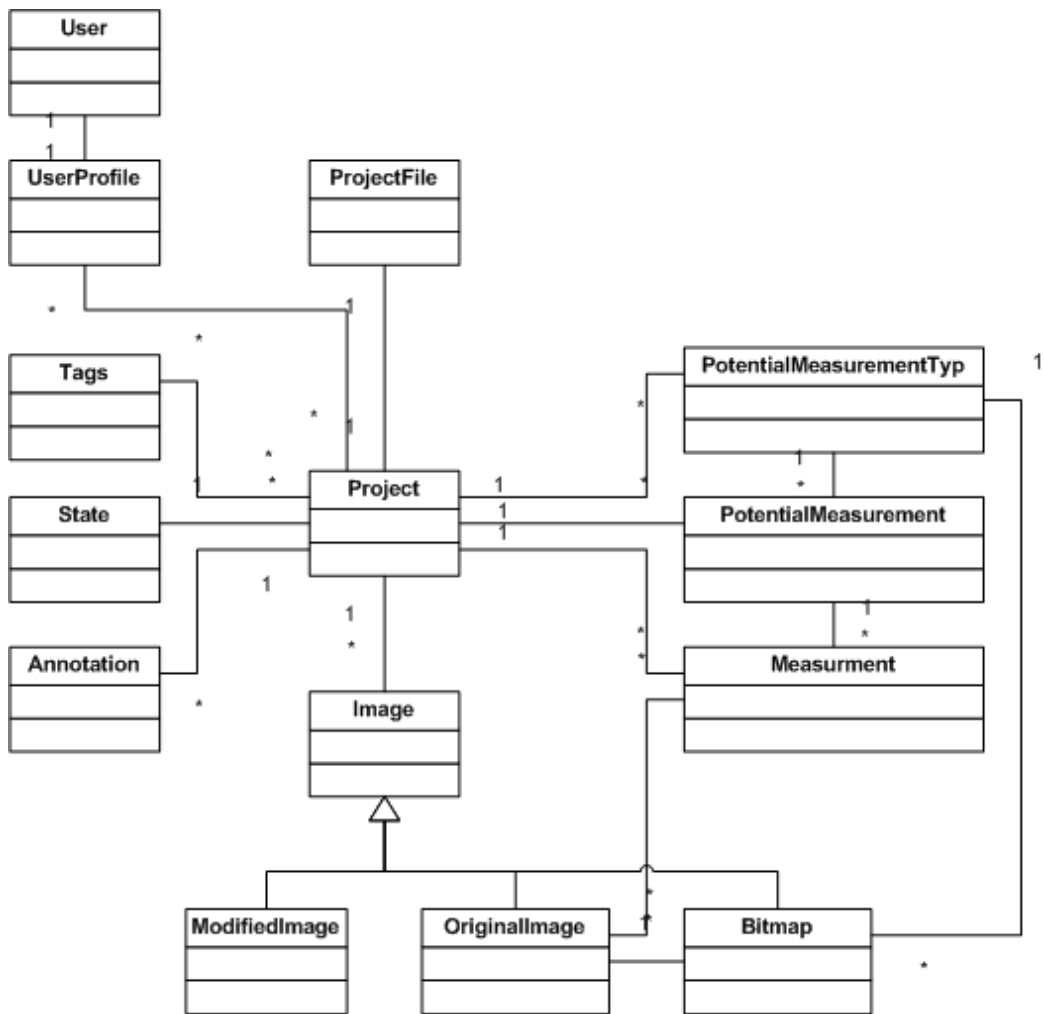 User
1
1
UserProfile
ProjectFile
*
1
*
Tags
PotentialMeasurementTyp
1
*
*
1
*
*
1
*
1
*
1
*
Project
State
1
PotentialMeasurement
1
1
1
*
1
*
*
*
Annotation
Measurment
*
Image
*
1
*
ModifiedImage
OriginalImage
Bitmap
*